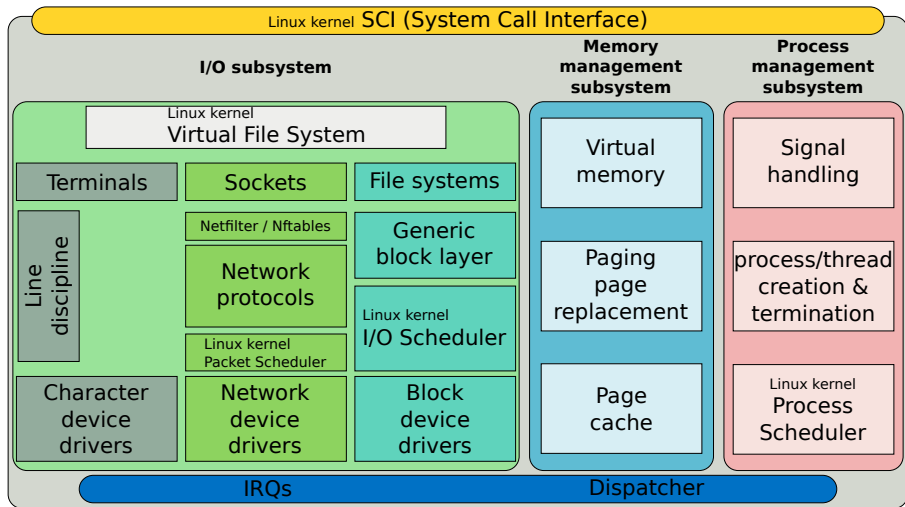 Linux kernel SCI (System Call Interface)
I/O subsystem
Memory
management
subsystem
Process
management
subsystem
Linux kernel
Virtual File System
Terminals
Sockets
File systems
Line
discipline
Netfilter / Nftables
Network
protocols
Linux kernel
Packet Scheduler
Generic
block layer
Linux kernel
I/O Scheduler
Character
device
drivers
Network
device
drivers
Block
device
drivers
Virtual
memory
Paging
page
replacement
Page
cache
Signal
handling
process/thread
creation &
termination
Linux kernel
Process
Scheduler
IRQs
Dispatcher